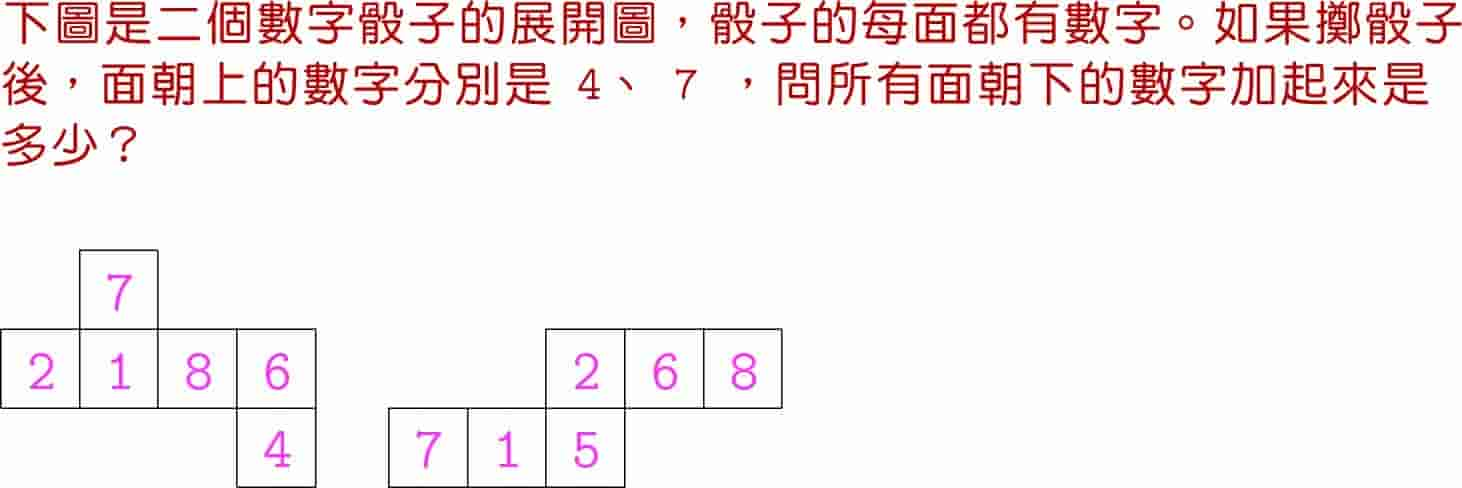 下圖是二個數字骰子的展開圖，骰子的每面都有數字。如果擲骰子
後，面朝上的數字分別是 4、 7 ，問所有面朝下的數字加起來是
多少？
7
2 1 8 6 2 6 8
4 7 1 5